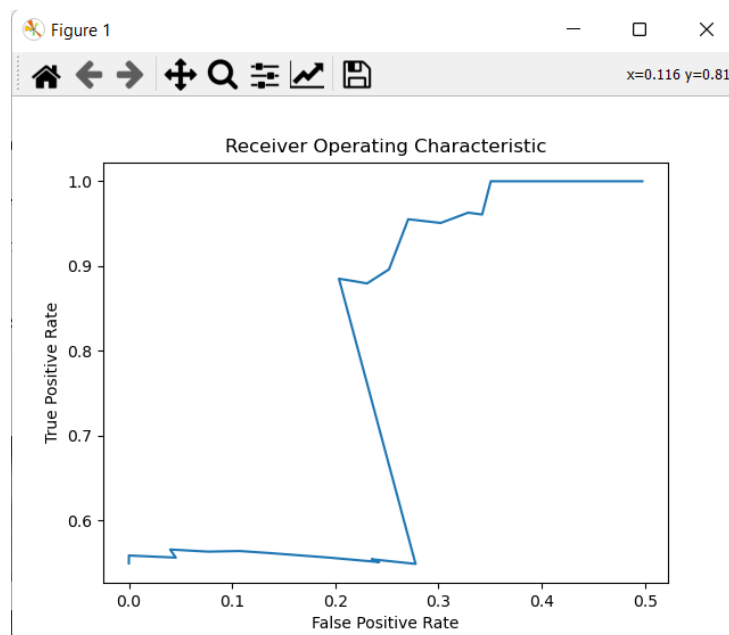 Figure 1
x=0.116 y=0.81
Receiver Operating Characteristic
1.0
0.9
0.8
0.7
0.6
True Positive Rate
0.0 0.1 0.2 0.3 0.4 0.5
False Positive Rate